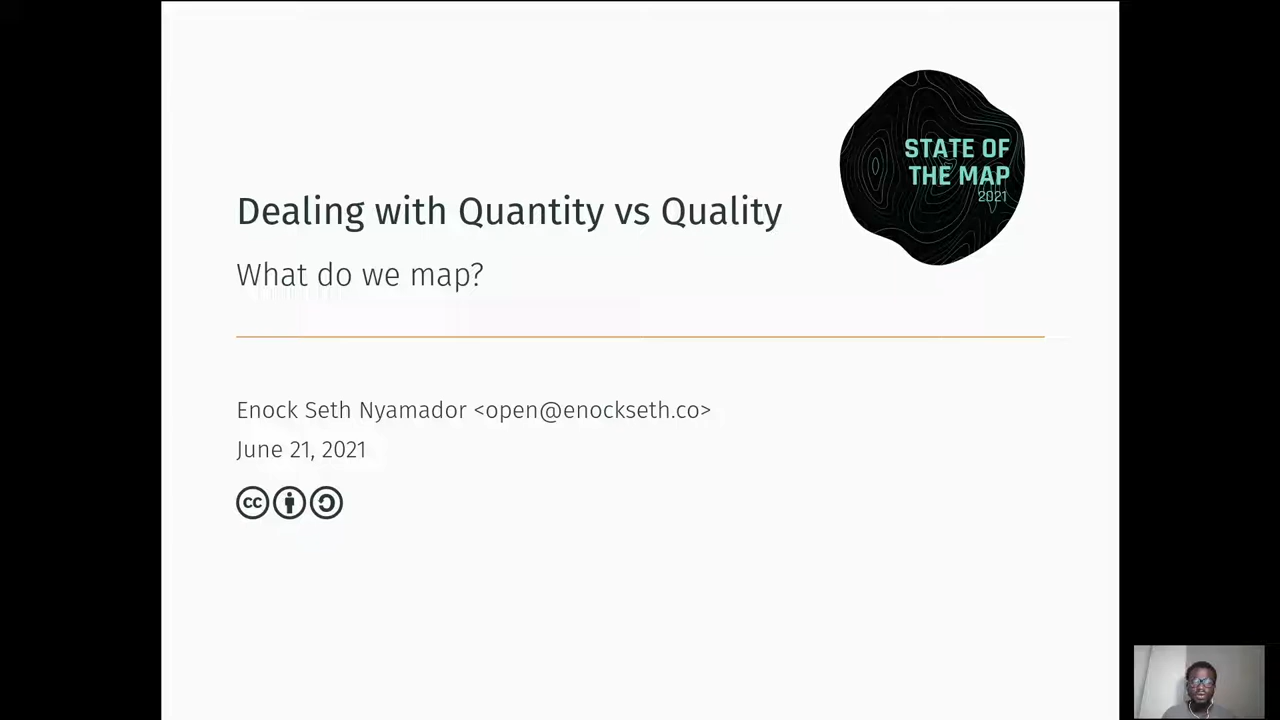 STATE OF
THE MAP
2021
Dealing with Quantity vs Quality
What do we map?
Enock Seth Nyamador <open@enockseth.co>
June 21, 2021
cc